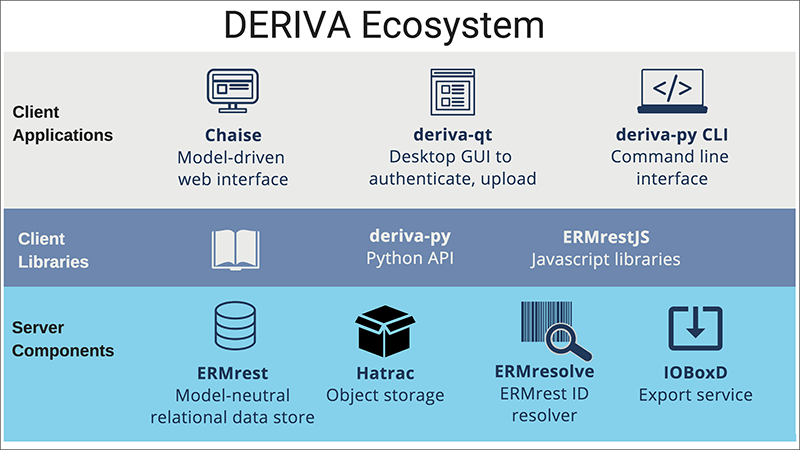 DERIVA Ecosystem
Client
Applications
</>
Chaise
Model-driven
web interface
deriva-qt
Desktop GUI to
authenticate, upload
deriva-py CLI
Command line
interface
Client
Libraries
deriva-py
Python API
ERMrestJS
Javascript libraries
Server
Components
ERMrest
Model-neutral
relational data store
Hatrac
Object storage
ERMresolve
ERMrest ID
resolver
IOBoxD
Export service